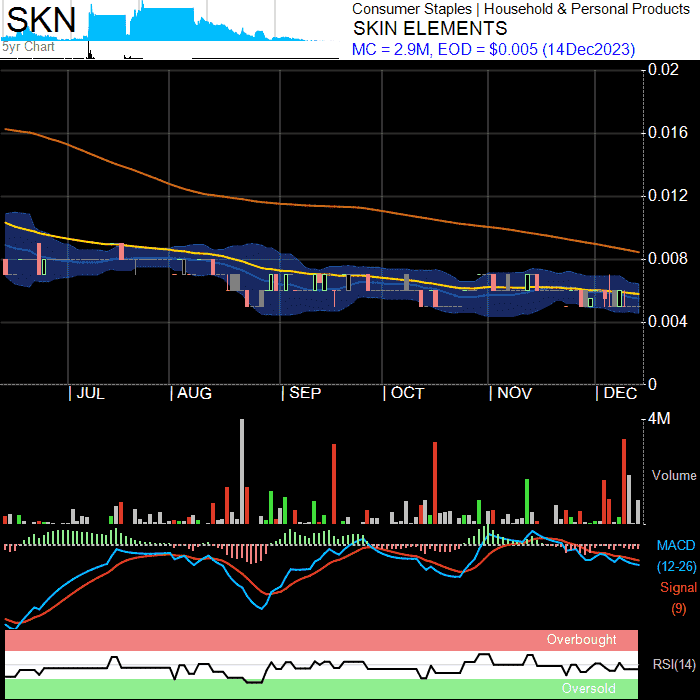 SKN
5yr Chart
Consumer Staples | Household & Personal Products
SKIN ELEMENTS
MC = 2.9M, EOD = $0.005 (14Dec2023)
0.02
0.016
0.012
0.008
0.004
0
JUL
AUG
SEP
OCT
NOV
DEC
4M
Volume
MACD
(12-26)
Signal
(9)
Overbought
RSI(14)
Oversold